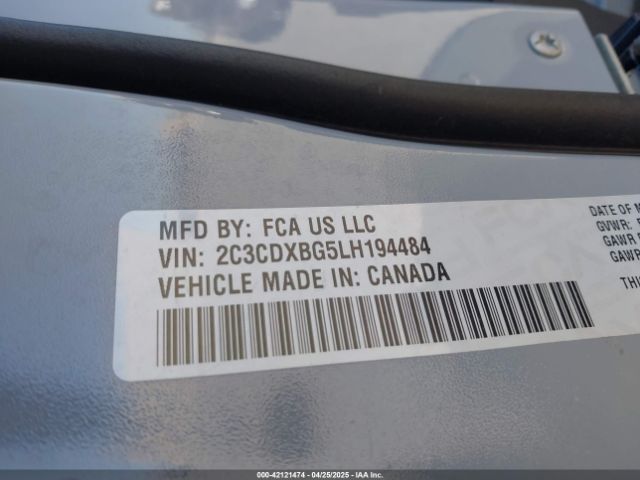 MFD BY: FCA US LLC
VIN: 2C3CDXBG5LH194484
VEHICLE MADE IN: CANADA
DATE OF M
GVWR:
GAWR
GAWR
000-42121474 - 04/25/2025 - IAA Inc.